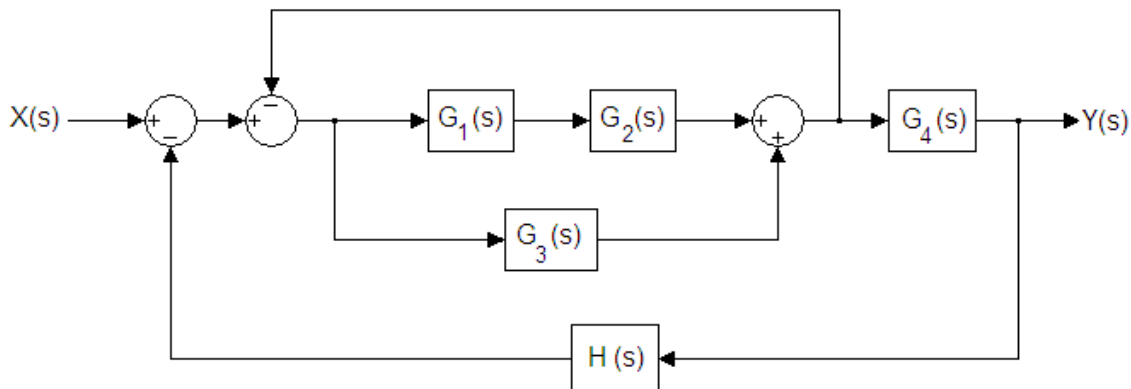 X(s)
+
−
+
−
G1(s)
G2(s)
+
+
G4(s)
Y(s)
G3(s)
H (s)